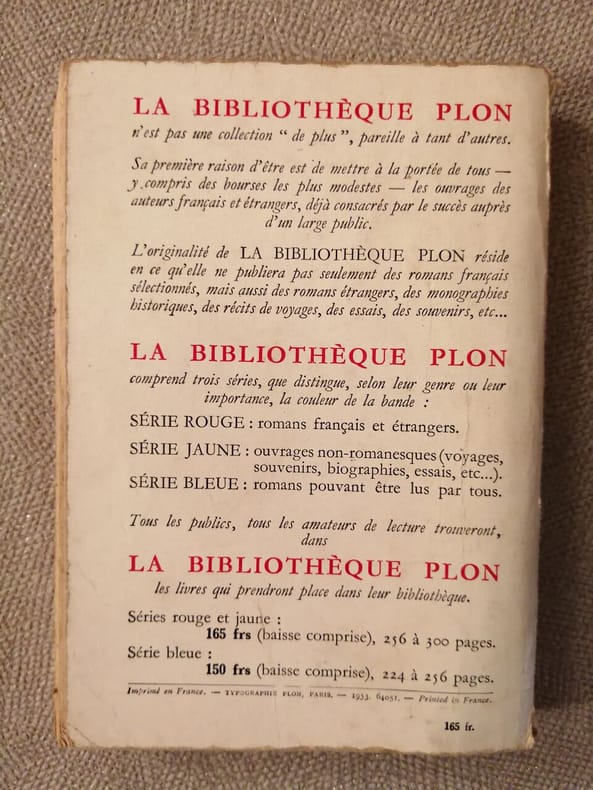 LA BIBLIOTHÈQUE PLON
n'est pas une collection “ de plus ”, pareille à tant d'autres.
Sa première raison d'être est de mettre à la portée de tous —
y compris des bourses les plus modestes — les ouvrages des
auteurs français et étrangers, déjà consacrés par le succès auprès
d'un large public.
L'originalité de LA BIBLIOTHÈQUE PLON réside
en ce qu'elle ne publiera pas seulement des romans français
sélectionnés, mais aussi des romans étrangers, des monographies
historiques, des récits de voyages, des essais, des souvenirs, etc...
LA BIBLIOTHÈQUE PLON
comprend trois séries, que distingue, selon leur genre ou leur
importance, la couleur de la bande :
SÉRIE ROUGE : romans français et étrangers.
SÉRIE JAUNE : ouvrages non-romanesques (voyages,
souvenirs, biographies, essais, etc...).
SÉRIE BLEUE : romans pouvant être lus par tous.
Tous les publics, tous les amateurs de lecture trouveront,
dans
LA BIBLIOTHÈQUE PLON
les livres qui prendront place dans leur bibliothèque.
Séries rouge et jaune :
165 frs (baisse comprise), 256 à 300 pages.
Série bleue :
150 frs (baisse comprise), 224 à 256 pages.
Imprimé en France. — TYPOGRAPHIE PLON, PARIS. — 1953. 64051. — Printed in France.
165 fr.